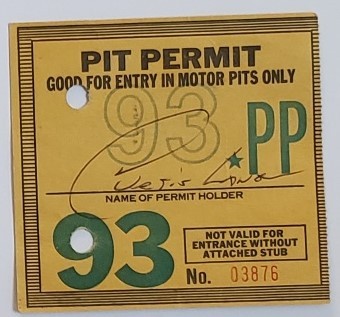 PIT PERMIT
GOOD FOR ENTRY IN MOTOR PITS ONLY
93
PP
NAME OF PERMIT HOLDER
93
NOT VALID FOR
ENTRANCE WITHOUT
ATTACHED STUB
No. 03876